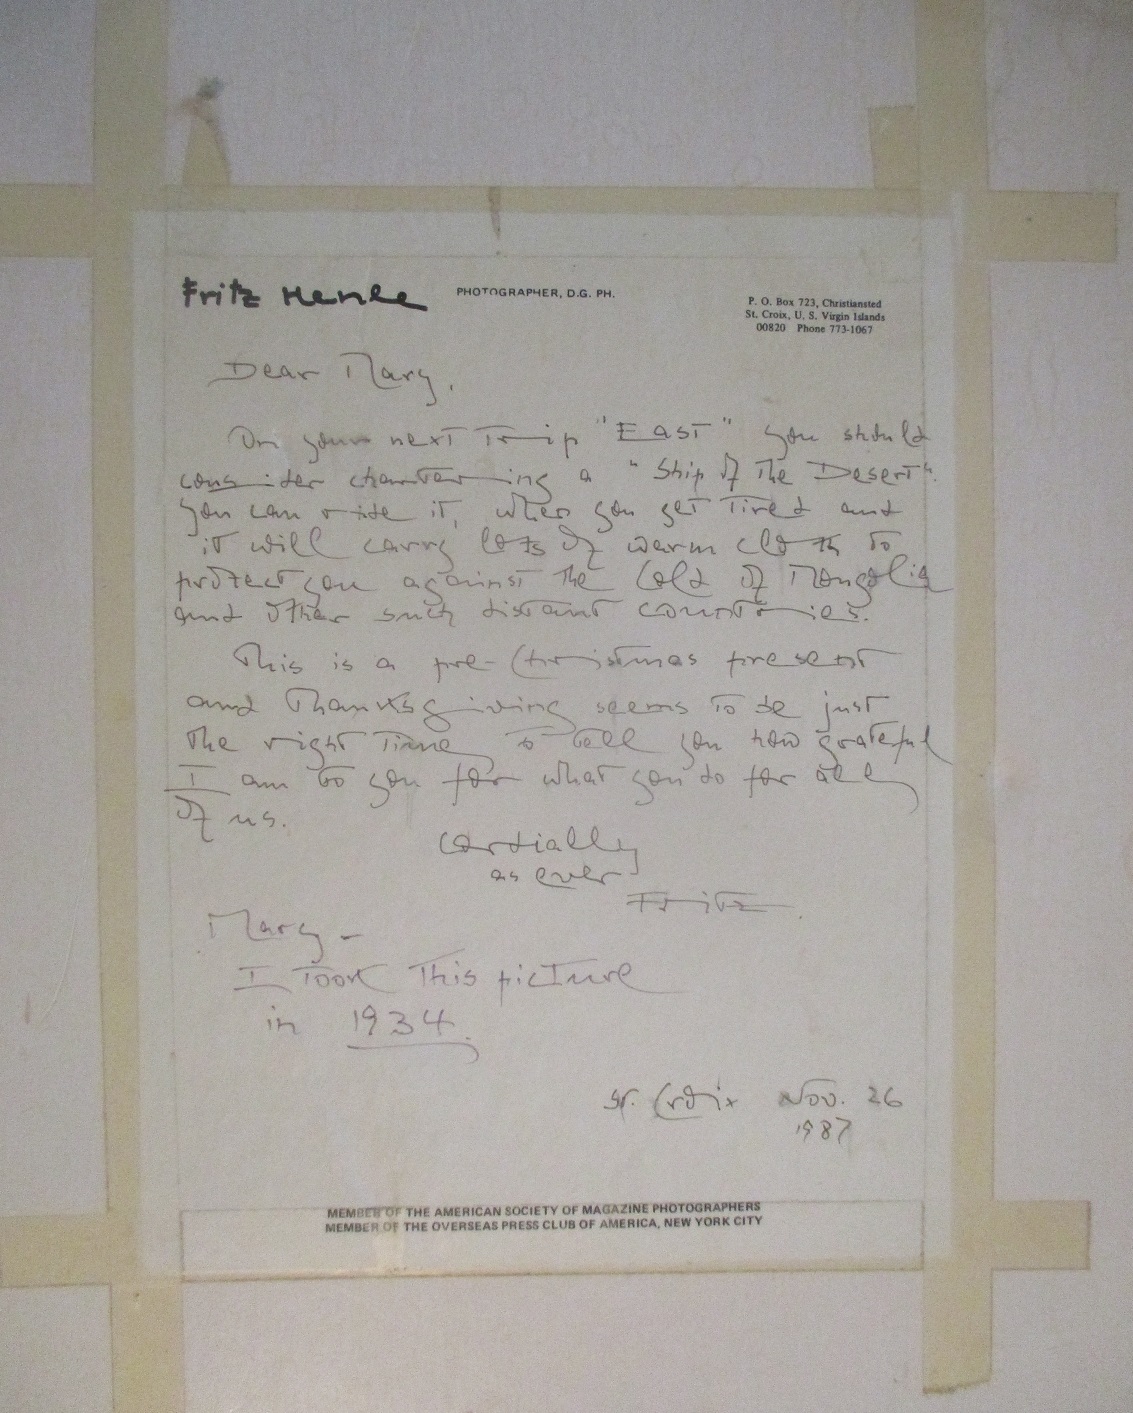 Fritz Henle
PHOTOGRAPHER, D.G. PH.
P. O. Box 723, Christiansted
St. Croix, U. S. Virgin Islands
00820 Phone 773-1067
Dear Mary,
On your next trip "East" you should
consider chartering a "Ship of the Desert".
You can ride it, when you get tired and
it will carry lots of warm cloth to
protect you against the Cold of Mongolia
and other such distant countries.
This is a pre-Christmas present
and Thanksgiving seems to be just
the right time to tell you how grateful
I am to you for what you do for all
of us.
Cordially
as ever
Fritz.
Mary -
I took this picture
in 1934.
St. Croix Nov. 26
1987
MEMBER OF THE AMERICAN SOCIETY OF MAGAZINE PHOTOGRAPHERS
MEMBER OF THE OVERSEAS PRESS CLUB OF AMERICA, NEW YORK CITY